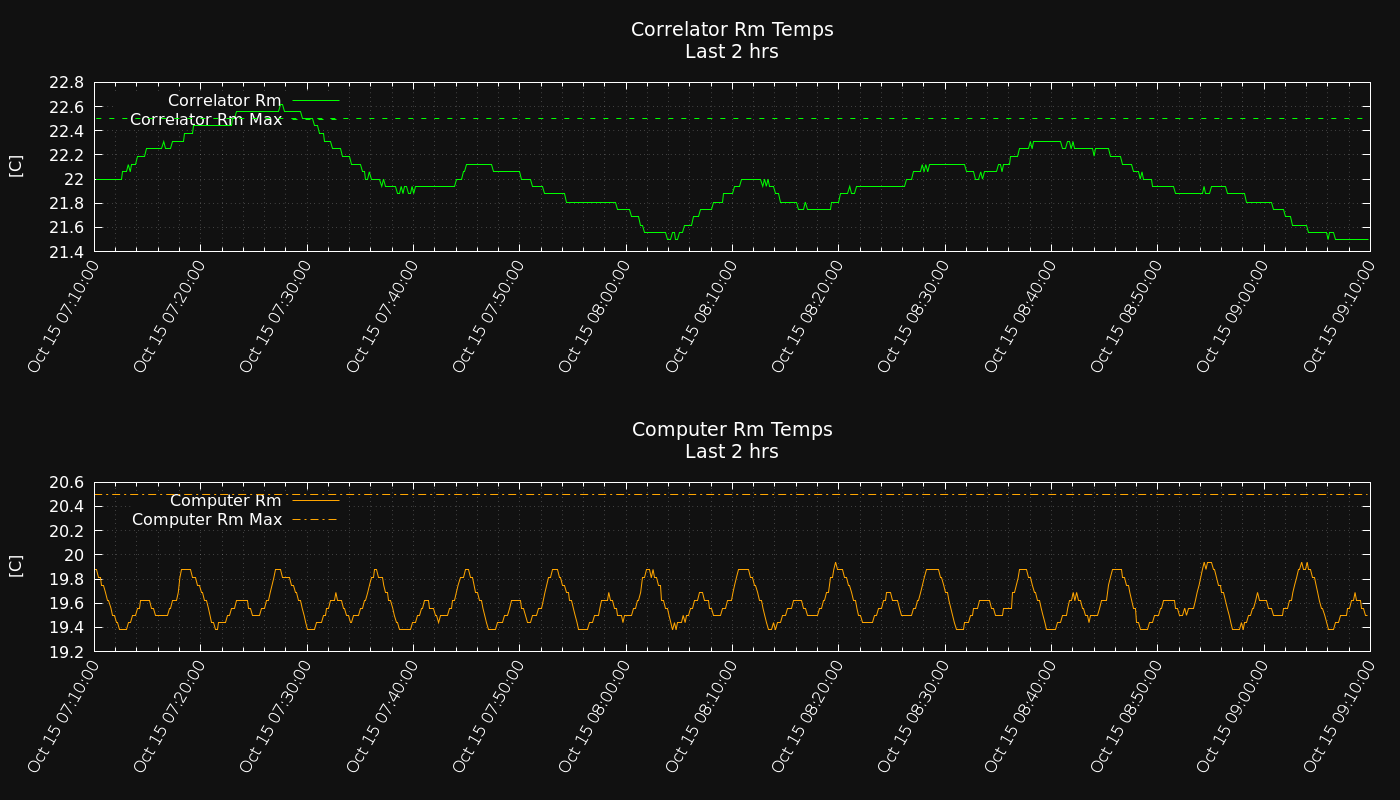 Correlator Rm Temps
Last 2 hrs
22.8
22.6
22.4
22.2
22
21.8
21.6
21.4
[C]
Correlator Rm
Correlator Rm Max
Oct 15 07:10:00
Oct 15 07:20:00
Oct 15 07:30:00
Oct 15 07:40:00
Oct 15 07:50:00
Oct 15 08:00:00
Oct 15 08:10:00
Oct 15 08:20:00
Oct 15 08:30:00
Oct 15 08:40:00
Oct 15 08:50:00
Oct 15 09:00:00
Oct 15 09:10:00
Computer Rm Temps
Last 2 hrs
20.6
20.4
20.2
20
19.8
19.6
19.4
19.2
[C]
Computer Rm
Computer Rm Max
Oct 15 07:10:00
Oct 15 07:20:00
Oct 15 07:30:00
Oct 15 07:40:00
Oct 15 07:50:00
Oct 15 08:00:00
Oct 15 08:10:00
Oct 15 08:20:00
Oct 15 08:30:00
Oct 15 08:40:00
Oct 15 08:50:00
Oct 15 09:00:00
Oct 15 09:10:00